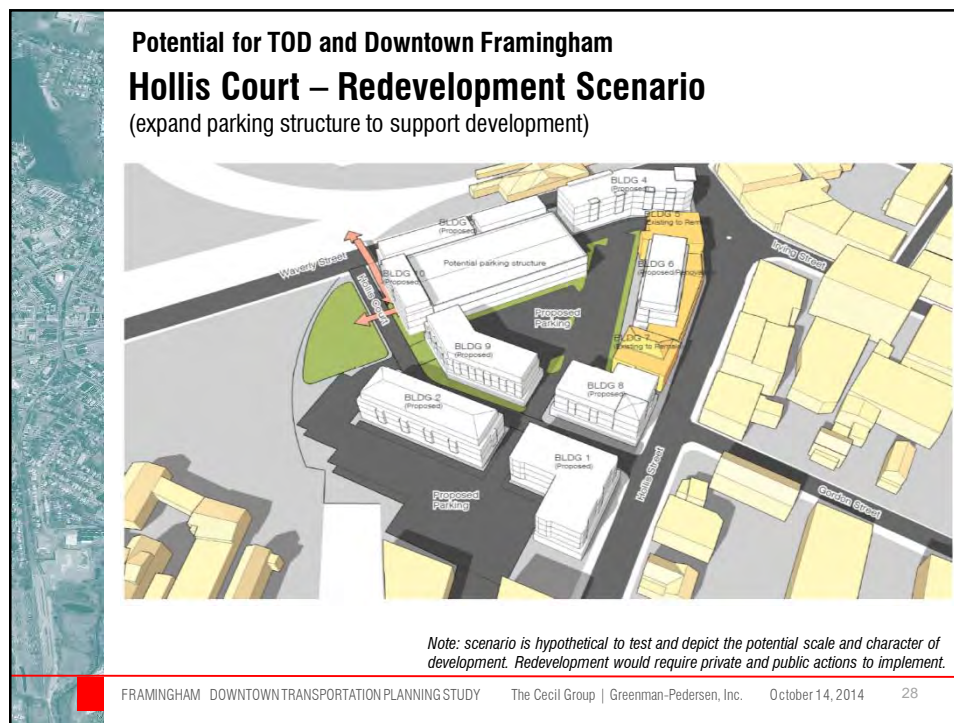 Potential for TOD and Downtown Framingham
Hollis Court – Redevelopment Scenario
(expand parking structure to support development)
BLDG 4
(Proposed)
BLDG 5
(Existing to Remain)
BLDG 3
(Proposed)
Irving Street
Waverly Street
BLDG 10
(Proposed)
Potential parking structure
BLDG 6
(Proposed/Renovated)
Hollis Court
Proposed
Parking
BLDG 7
(Existing to Remain)
BLDG 9
(Proposed)
BLDG 8
(Proposed)
BLDG 2
(Proposed)
BLDG 1
(Proposed)
Hollis Street
Gordon Street
Proposed
Parking
Note: scenario is hypothetical to test and depict the potential scale and character of
development. Redevelopment would require private and public actions to implement.
FRAMINGHAM DOWNTOWN TRANSPORTATION PLANNING STUDY The Cecil Group | Greenman-Pedersen, Inc. October 14, 2014 28